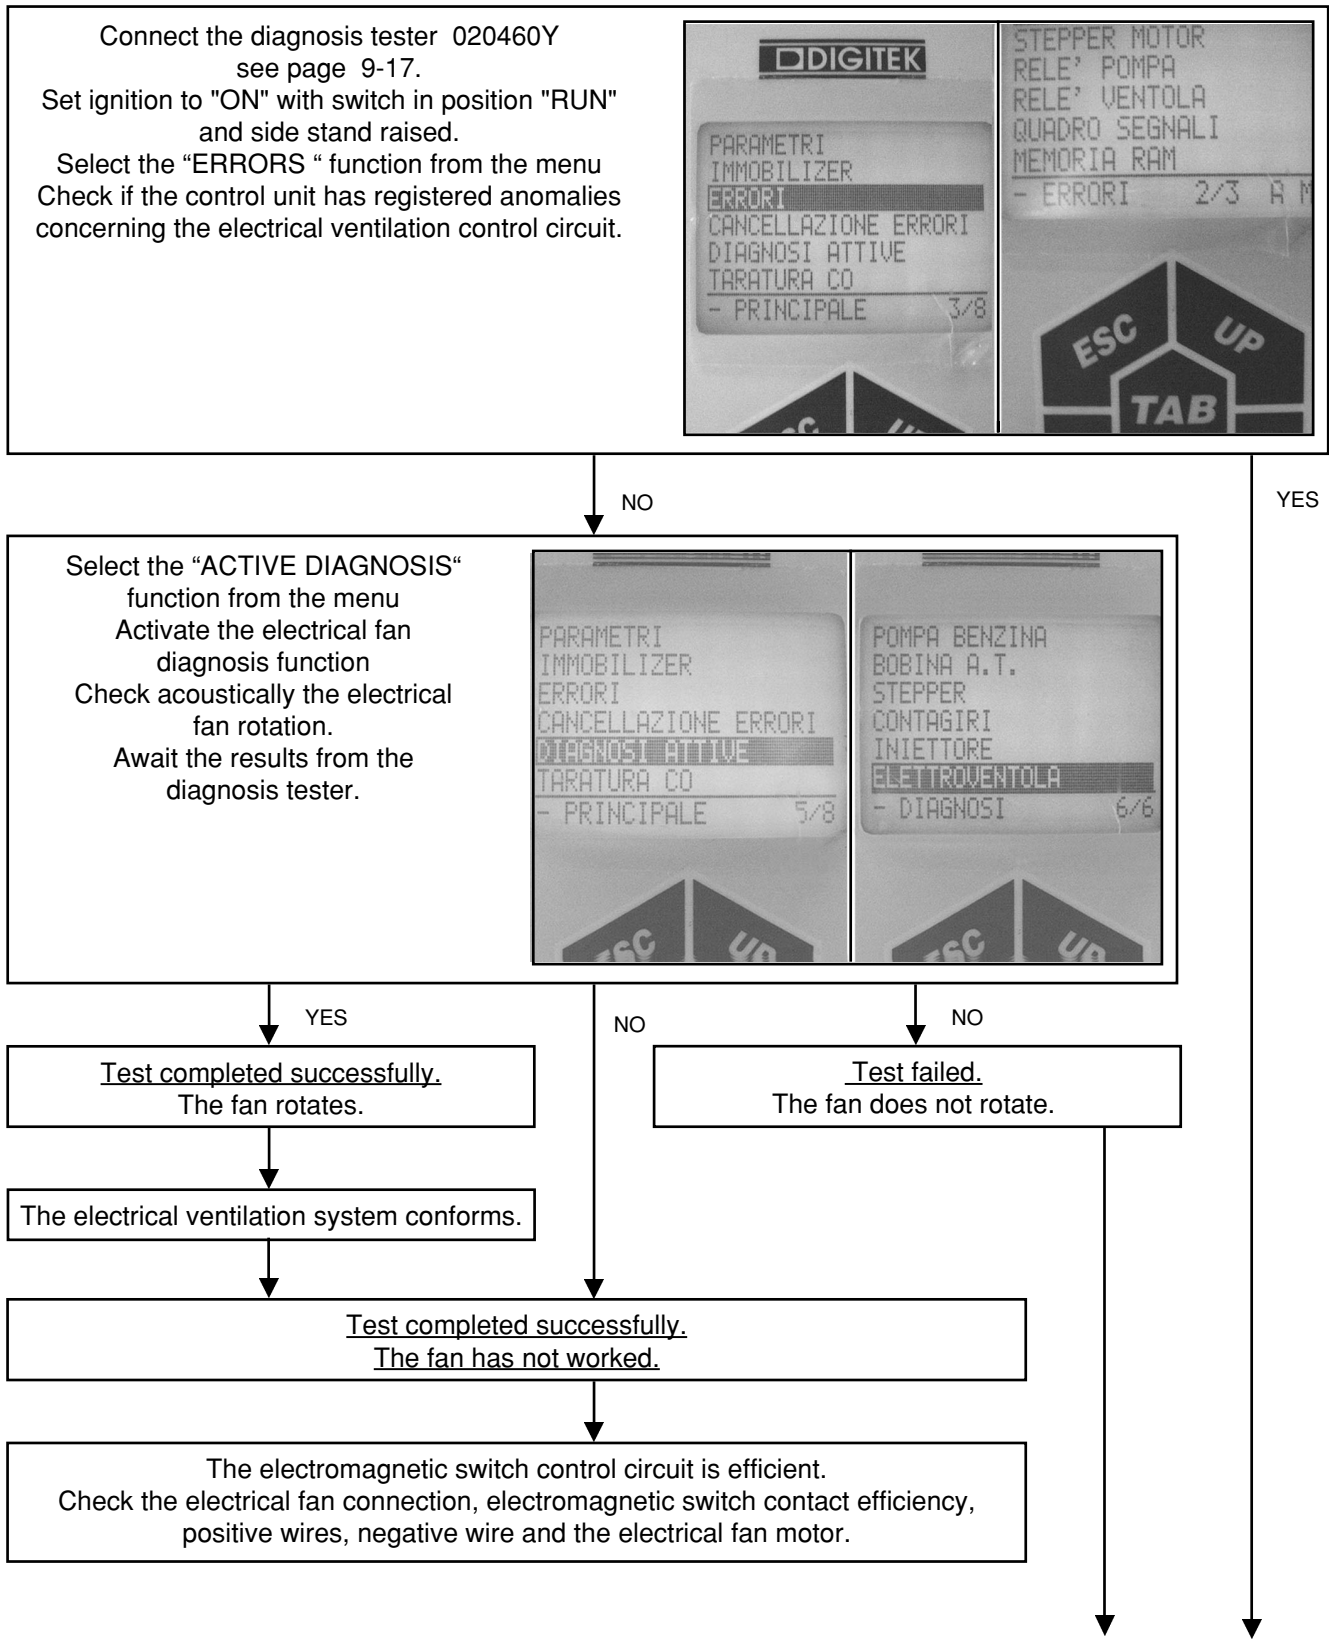 Connect the diagnosis tester 020460Y
see page 9-17.
Set ignition to "ON" with switch in position "RUN"
and side stand raised.
Select the “ERRORS “ function from the menu
Check if the control unit has registered anomalies
concerning the electrical ventilation control circuit.
DIGITEK
PARAMETRI
IMMOBILIZER
ERRORI
CANCELLAZIONE ERRORI
DIAGNOSI ATTIVE
TARATURA CO
- PRINCIPALE 3/8
ESC
UP
STEPPER MOTOR
RELE' POMPA
RELE' VENTOLA
QUADRO SEGNALI
MEMORIA RAM
- ERRORI 2/3 A M
ESC
UP
TAB
NO
YES
Select the “ACTIVE DIAGNOSIS“
function from the menu
Activate the electrical fan
diagnosis function
Check acoustically the electrical
fan rotation.
Await the results from the
diagnosis tester.
PARAMETRI
IMMOBILIZER
ERRORI
CANCELLAZIONE ERRORI
DIAGNOSI ATTIVE
TARATURA CO
- PRINCIPALE 5/8
ESC
UP
POMPA BENZINA
BOBINA A.T.
STEPPER
CONTAGIRI
INIETTORE
ELETTROVENTOLA
- DIAGNOSI 6/6
ESC
UP
YES
NO
NO
Test completed successfully.
The fan rotates.
Test failed.
The fan does not rotate.
The electrical ventilation system conforms.
Test completed successfully.
The fan has not worked.
The electromagnetic switch control circuit is efficient.
Check the electrical fan connection, electromagnetic switch contact efficiency,
positive wires, negative wire and the electrical fan motor.